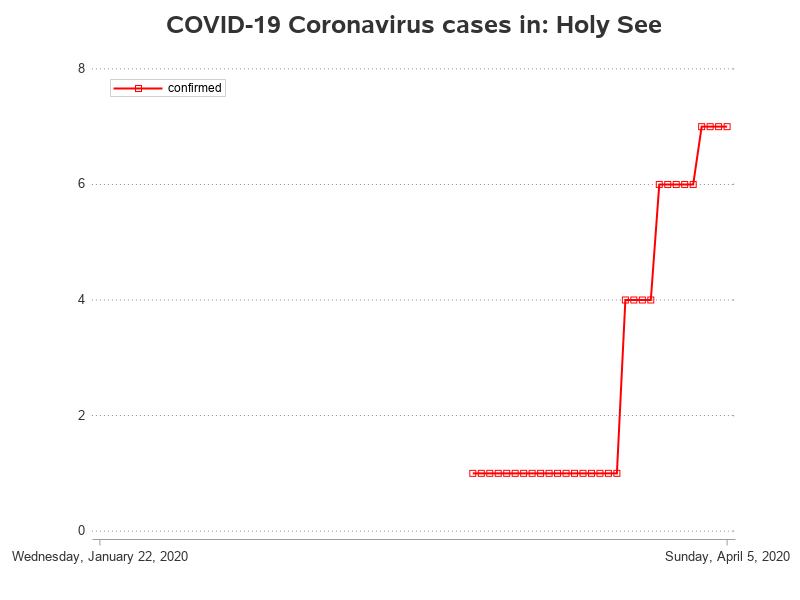 COVID-19 Coronavirus cases in: Holy See
8
confirmed
6
4
2
0
Wednesday, January 22, 2020
Sunday, April 5, 2020